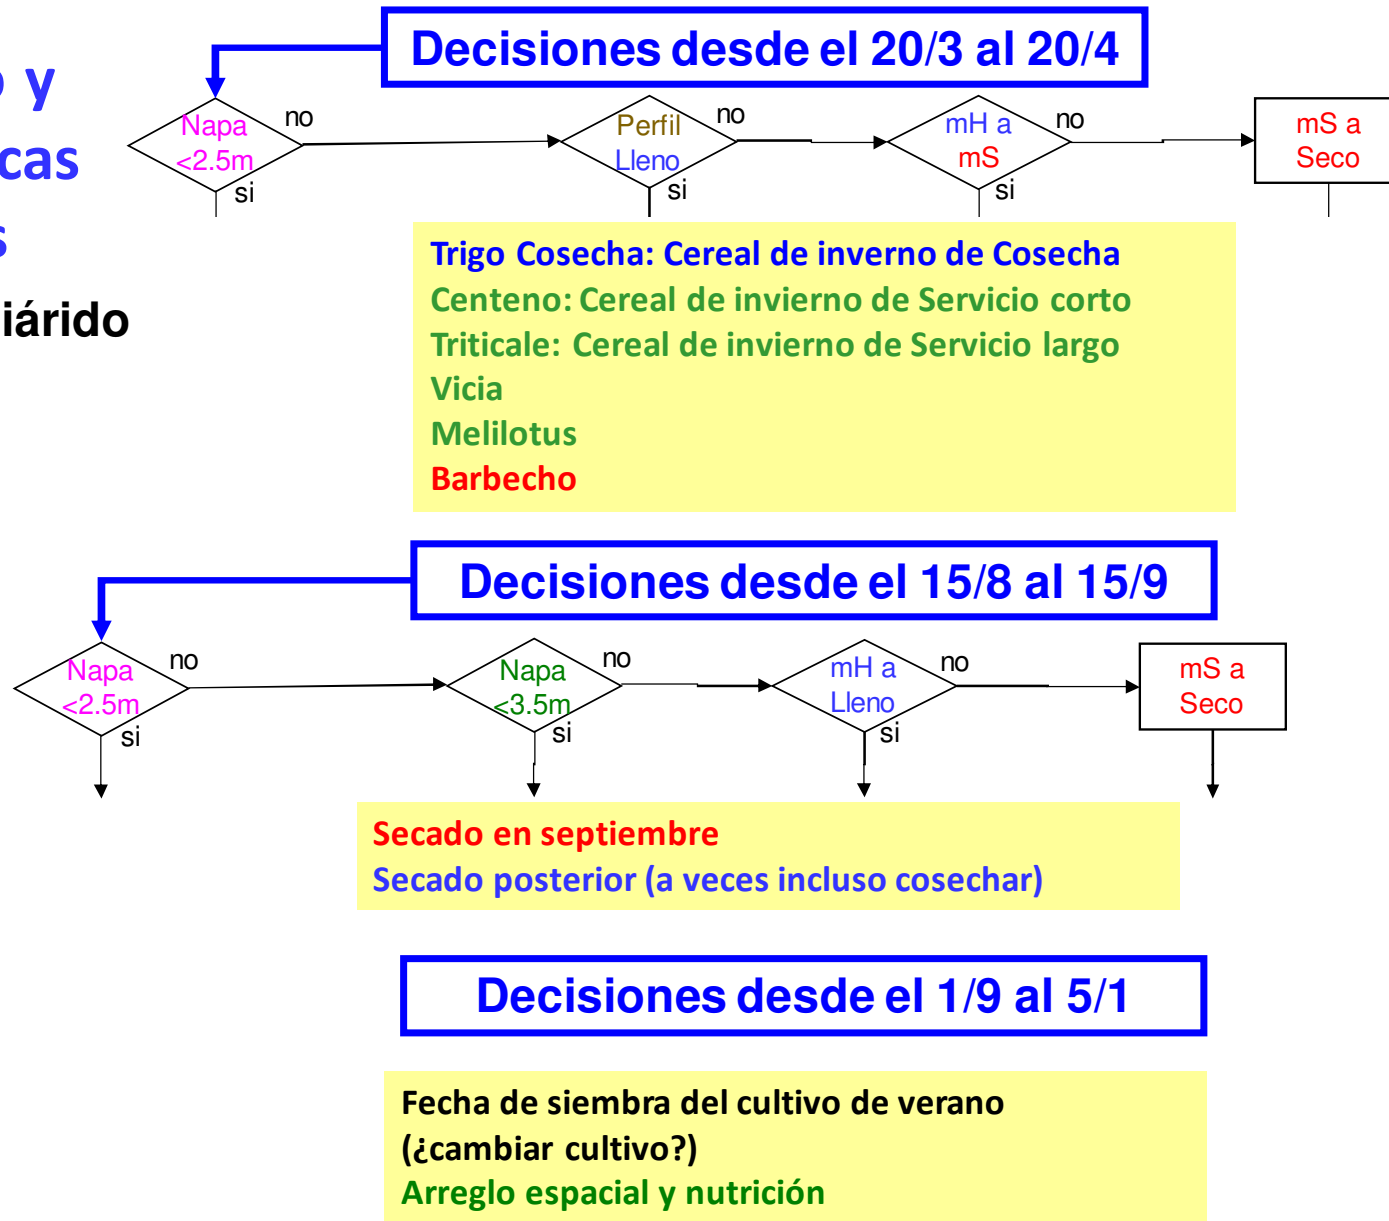 Decisiones desde el 20/3 al 20/4
y
cas
s
iárido
Napa
<2.5m
no
si
Perfil
Lleno
no
si
mH a
mS
no
si
mS a
Seco
Trigo Cosecha: Cereal de inverno de Cosecha
Centeno: Cereal de invierno de Servicio corto
Triticale: Cereal de invierno de Servicio largo
Vicia
Melilotus
Barbecho
Decisiones desde el 15/8 al 15/9
Napa
<2.5m
no
si
Napa
<3.5m
no
si
mH a
Lleno
no
si
mS a
Seco
Secado en septiembre
Secado posterior (a veces incluso cosechar)
Decisiones desde el 1/9 al 5/1
Fecha de siembra del cultivo de verano
(¿cambiar cultivo?)
Arreglo espacial y nutrición